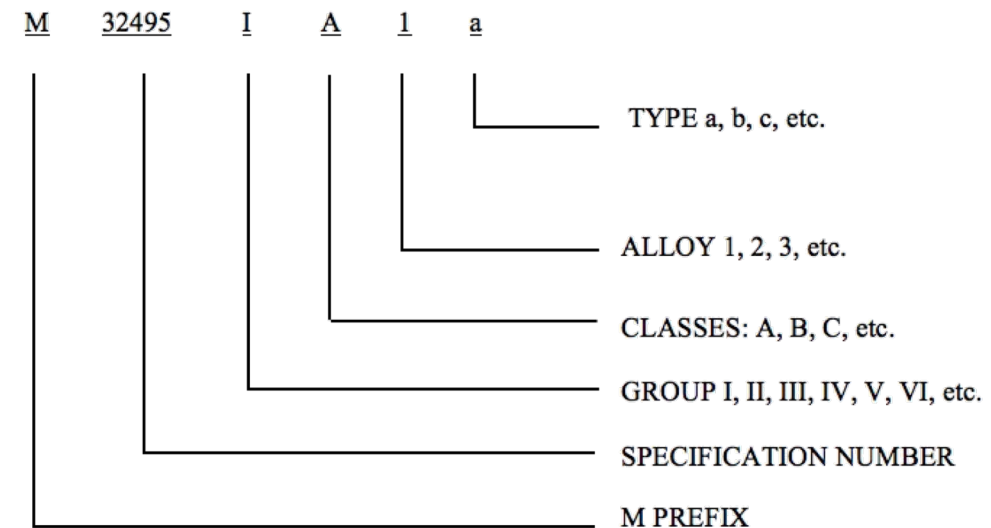 M 32495 I A 1 a
TYPE a, b, c, etc.
ALLOY 1, 2, 3, etc.
CLASSES: A, B, C, etc.
GROUP I, II, III, IV, V, VI, etc.
SPECIFICATION NUMBER
M PREFIX